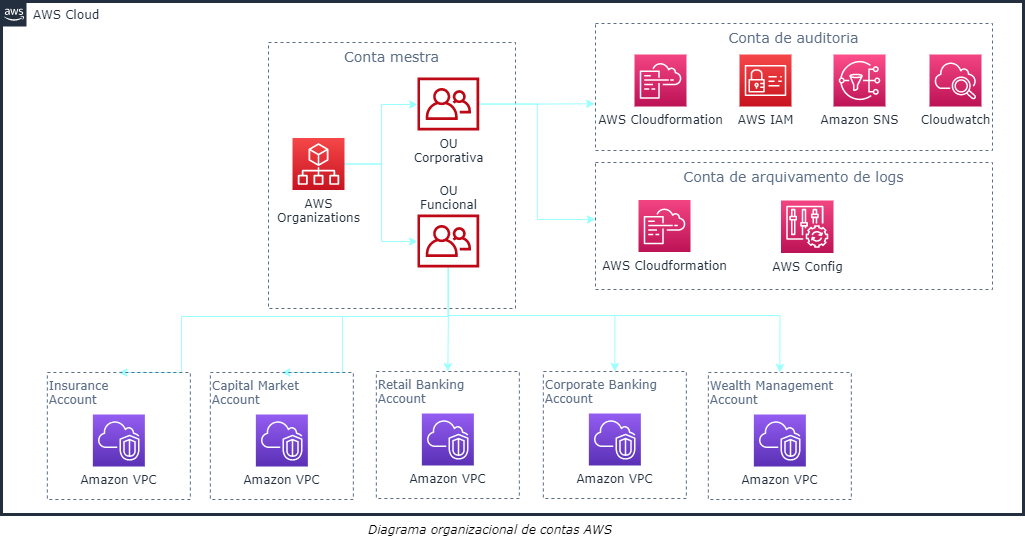 aws
AWS Cloud
Conta mestra
OU
Corporativa
AWS
Organizations
OU
Funcional
Conta de auditoria
AWS Cloudformation
AWS IAM
Amazon SNS
Cloudwatch
Conta de arquivamento de logs
AWS Cloudformation
AWS Config
Insurance
Account
Amazon VPC
Capital Market
Account
Amazon VPC
Retail Banking
Account
Amazon VPC
Corporate Banking
Account
Amazon VPC
Wealth Management
Account
Amazon VPC
Diagrama organizacional de contas AWS